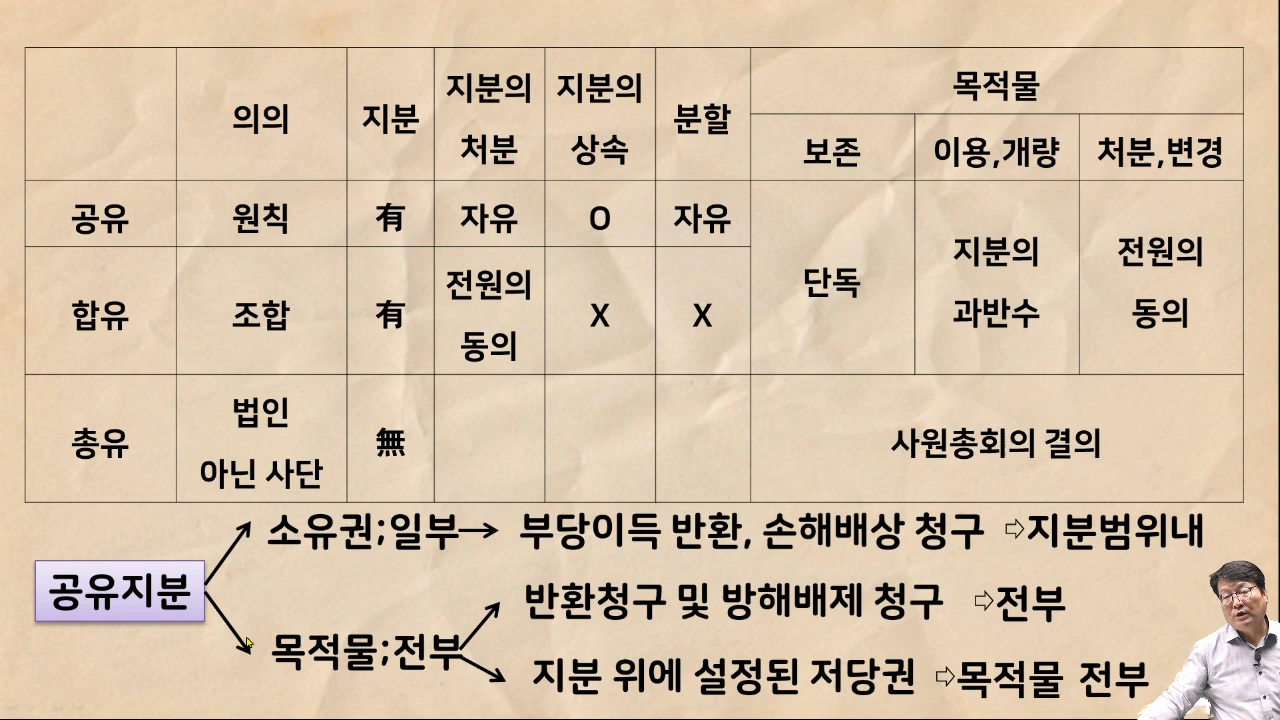 목적물
의의 지분 지분의 처분 지분의 상속 분할 보존 이용,개량 처분,변경
공유 원칙 有 자유 O 자유 단독 지분의 과반수 전원의 동의
합유 조합 有 전원의 동의 X X
총유 법인 아닌 사단 無 사원총회의 결의
소유권;일부 → 부당이득 반환, 손해배상 청구 ⇨지분범위내
공유지분
반환청구 및 방해배제 청구 ⇨전부
목적물;전부
지분 위에 설정된 저당권 ⇨목적물 전부